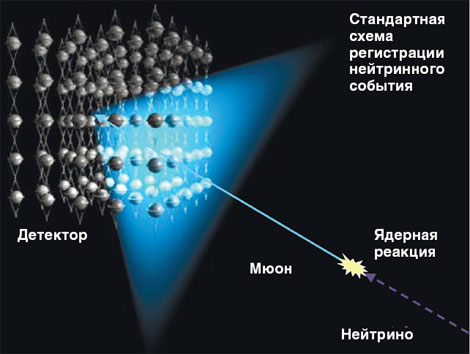 Стандартная
схема
регистрации
нейтринного
события
Детектор
Ядерная
реакция
Мюон
Нейтрино